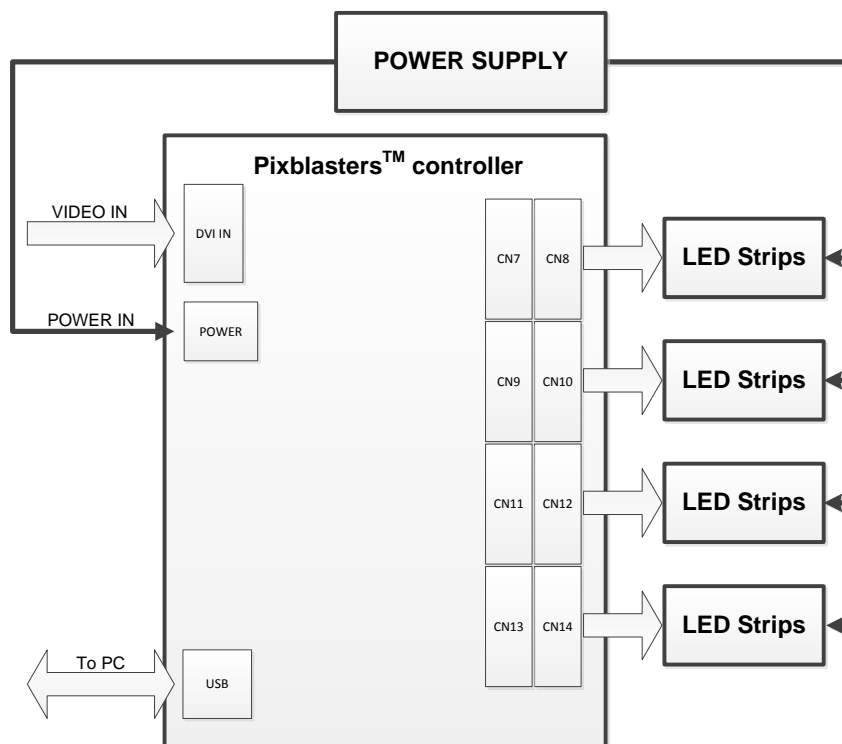 POWER SUPPLY
Pixblasters™ controller
VIDEO IN
DVI IN
POWER IN
POWER
CN7
CN8
LED Strips
CN9
CN10
LED Strips
CN11
CN12
LED Strips
CN13
CN14
LED Strips
To PC
USB